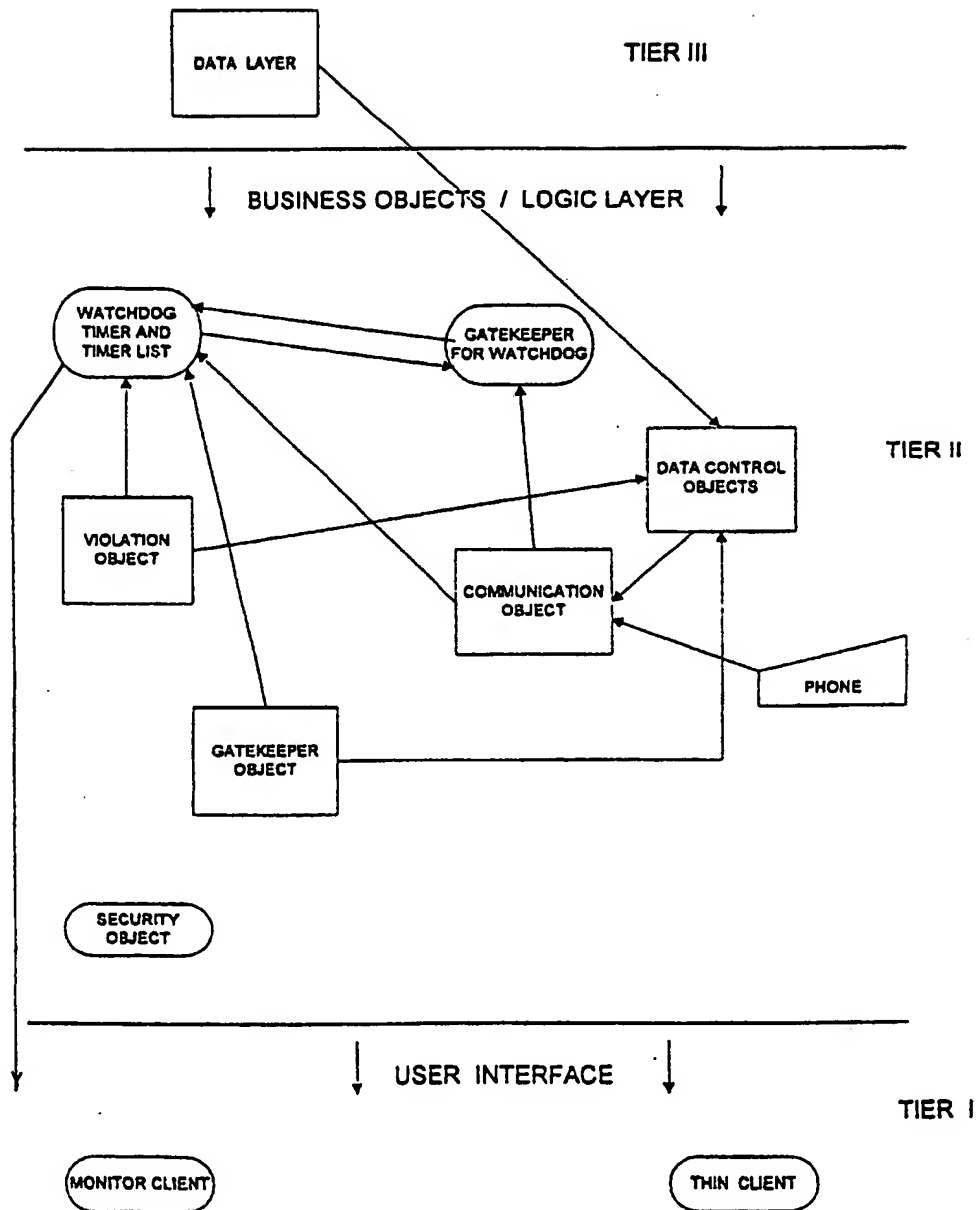 DATA LAYER
TIER III
BUSINESS OBJECTS / LOGIC LAYER
WATCHDOG
TIMER AND
TIMER LIST
GATEKEEPER
FOR WATCHDOG
DATA CONTROL
OBJECTS
TIER II
VIOLATION
OBJECT
COMMUNICATION
OBJECT
PHONE
GATEKEEPER
OBJECT
SECURITY
OBJECT
USER INTERFACE
TIER I
MONITOR CLIENT
THIN CLIENT